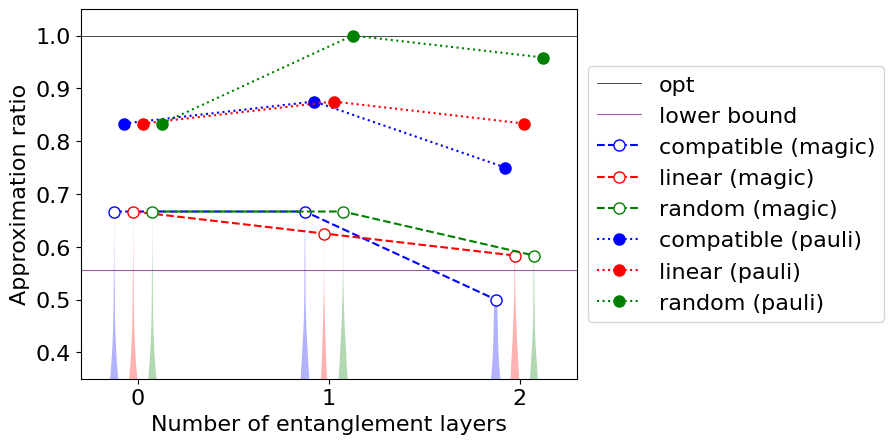 Approximation ratio
1.0
0.9
0.8
0.7
0.6
0.5
0.4
0
1
2
Number of entanglement layers
opt
lower bound
compatible (magic)
linear (magic)
random (magic)
compatible (pauli)
linear (pauli)
random (pauli)